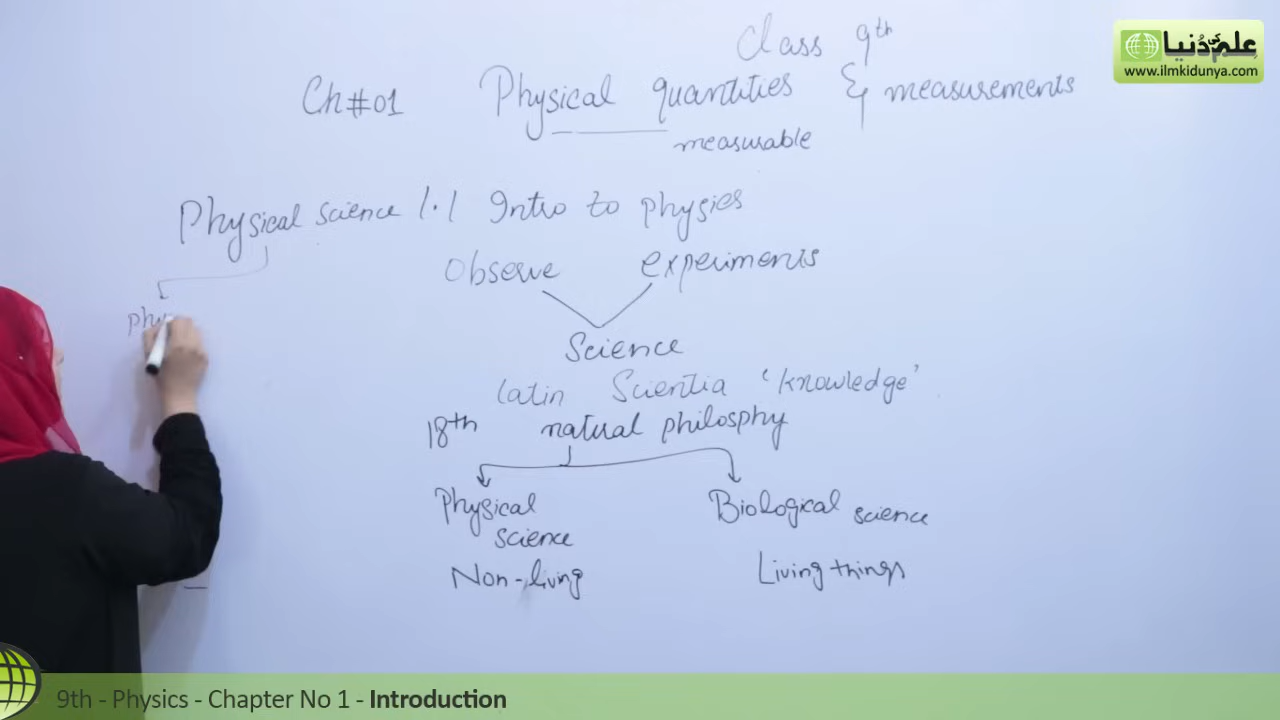 علم کی دُنیا
www.ilmkidunya.com
Class 9th
Ch#01 Physical quantities & measurements
measurable
Physical science 1.1 Intro to physics
Observe experiments
phy
Science
Latin Scientia 'knowledge'
18th natural philosphy
Physical science
Biological science
Non-living
Living things
9th - Physics - Chapter No 1 - Introduction